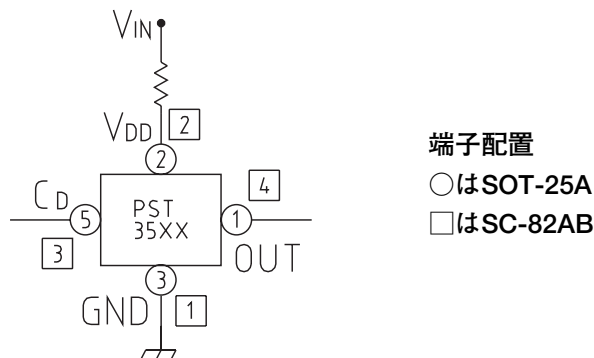 VIN
VDD
2
2
CD
5
3
PST
35XX
4
1
OUT
3
GND
1
端子配置
○はSOT-25A
□はSC-82AB